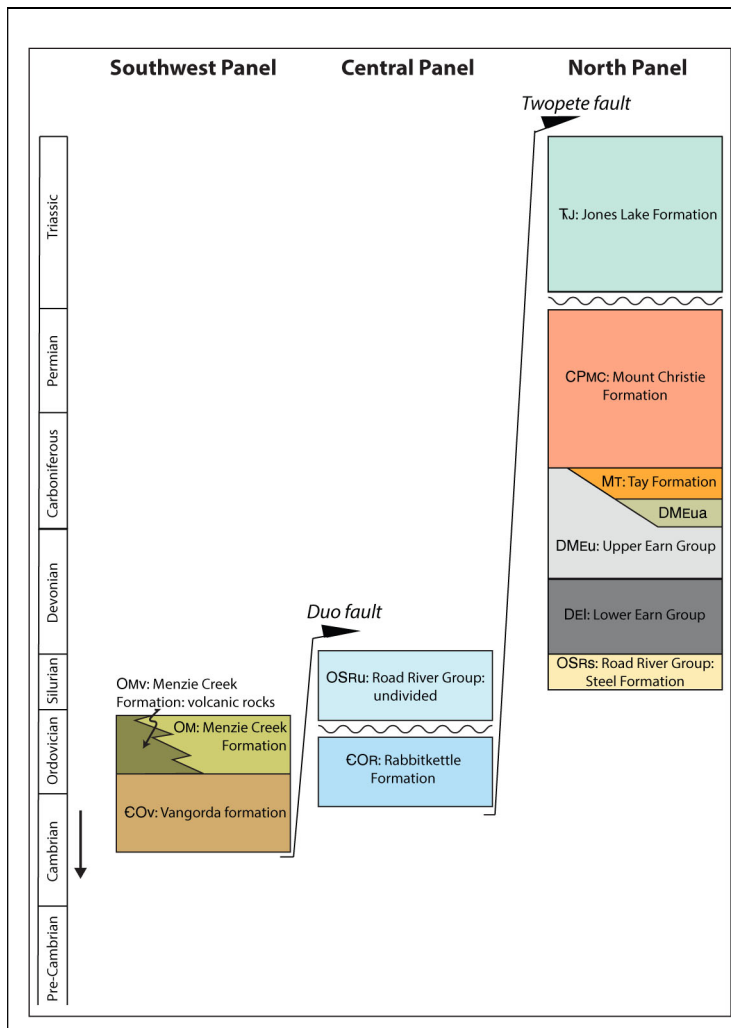 Southwest Panel
Central Panel
North Panel
Twopete fault
Triassic
Permian
Carboniferous
Devonian
Silurian
Ordovician
Cambrian
Pre-Cambrian
OMv: Menzie Creek
Formation: volcanic rocks
OM: Menzie Creek
Formation
ЄOv: Vangorda formation
Duo fault
OSRu: Road River Group:
undivided
ЄOR: Rabbitkettle
Formation
TJ: Jones Lake Formation
CPMC: Mount Christie
Formation
MT: Tay Formation
DMEua
DMEu: Upper Earn Group
DEl: Lower Earn Group
OSRs: Road River Group:
Steel Formation